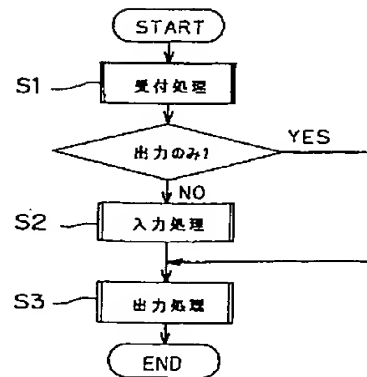 START
S1 受付処理
出力のみ?
YES
NO
S2 入力処理
S3 出力処理
END